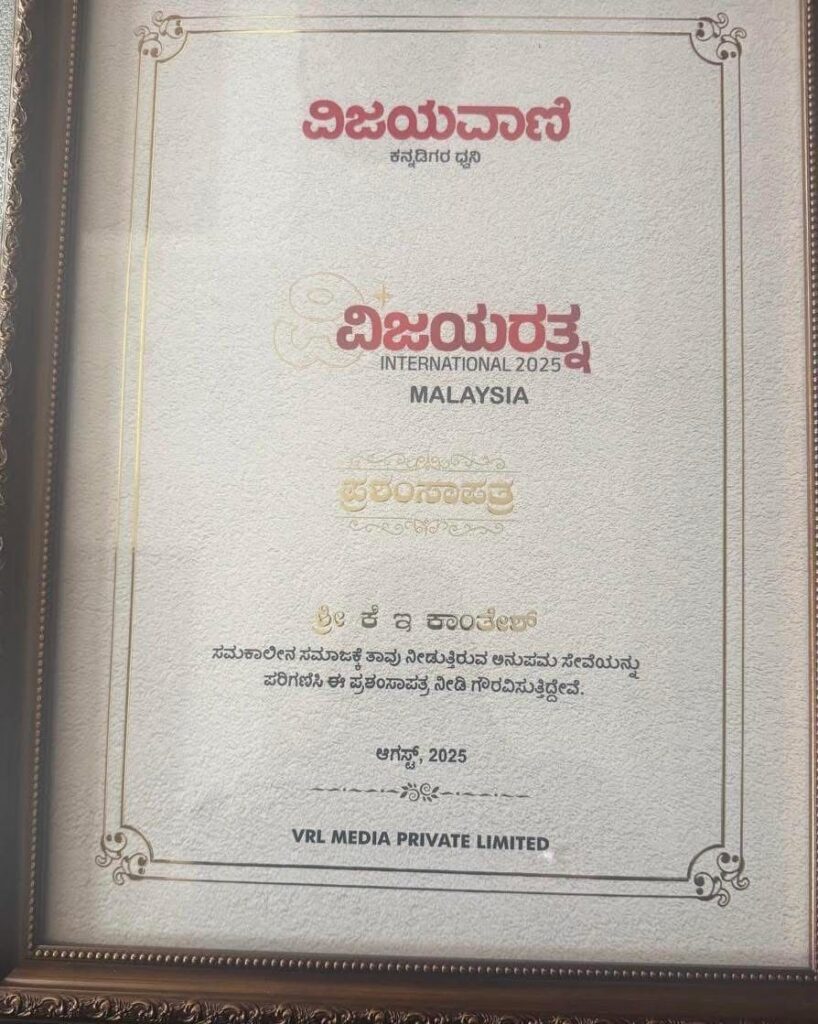 ವಿಜಯವಾಣಿ
ಕನ್ನಡಿಗರ ಧ್ವನಿ
ವಿಜಯರತ್ನ
INTERNATIONAL 2025
MALAYSIA
ಪ್ರಶಂಸಾಪತ್ರ
ಶ್ರೀ ಕೆ ಇ ಕಾಂತೇಶ್
ಸಮಕಾಲೀನ ಸಮಾಜಕ್ಕೆ ತಾವು ನೀಡುತ್ತಿರುವ ಅನುಪಮ ಸೇವೆಯನ್ನು
ಪರಿಗಣಿಸಿ ಈ ಪ್ರಶಂಸಾಪತ್ರ ನೀಡಿ ಗೌರವಿಸುತ್ತಿದ್ದೇವೆ.
ಆಗಸ್ಟ್, 2025
VRL MEDIA PRIVATE LIMITED